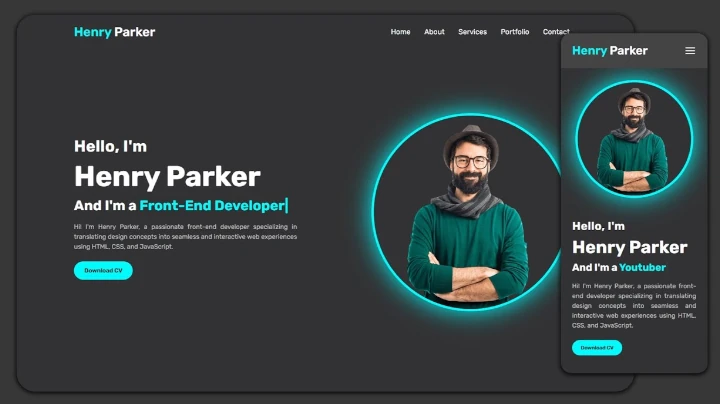 Henry Parker
Home About Services Portfolio Contact
Hello, I'm
Henry Parker
And I'm a Front-End Developer
Hi! I'm Henry Parker, a passionate front-end developer specializing in
translating design concepts into seamless and interactive web experiences
using HTML, CSS, and JavaScript.
Download CV
Henry Parker
Hello, I'm
Henry Parker
And I'm a Youtuber
Hi! I'm Henry Parker, a passionate front-
end developer specializing in translating
design concepts into seamless and
interactive web experiences using HTML,
CSS, and JavaScript.
Download CV